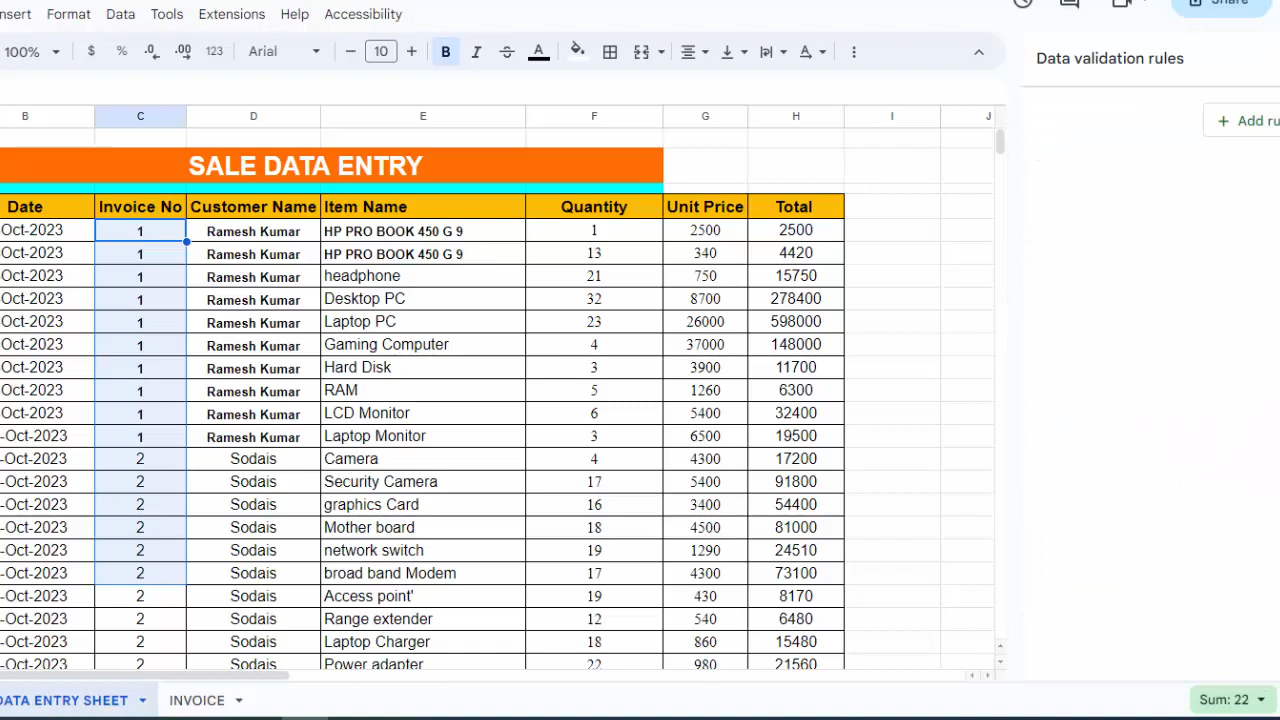 nsert Format Data Tools Extensions Help Accessibility Share
100% $ % .0 .00 123 Arial 10 B I S A A
Data validation rules
+ Add ru
B C D E F G H I J
SALE DATA ENTRY
Date Invoice No Customer Name Item Name Quantity Unit Price Total
Oct-2023 1 Ramesh Kumar HP PRO BOOK 450 G 9 1 2500 2500
Oct-2023 1 Ramesh Kumar HP PRO BOOK 450 G 9 13 340 4420
Oct-2023 1 Ramesh Kumar headphone 21 750 15750
Oct-2023 1 Ramesh Kumar Desktop PC 32 8700 278400
Oct-2023 1 Ramesh Kumar Laptop PC 23 26000 598000
Oct-2023 1 Ramesh Kumar Gaming Computer 4 37000 148000
Oct-2023 1 Ramesh Kumar Hard Disk 3 3900 11700
Oct-2023 1 Ramesh Kumar RAM 5 1260 6300
Oct-2023 1 Ramesh Kumar LCD Monitor 6 5400 32400
-Oct-2023 1 Ramesh Kumar Laptop Monitor 3 6500 19500
-Oct-2023 2 Sodais Camera 4 4300 17200
-Oct-2023 2 Sodais Security Camera 17 5400 91800
-Oct-2023 2 Sodais graphics Card 16 3400 54400
-Oct-2023 2 Sodais Mother board 18 4500 81000
-Oct-2023 2 Sodais network switch 19 1290 24510
-Oct-2023 2 Sodais broad band Modem 17 4300 73100
-Oct-2023 2 Sodais Access point' 19 430 8170
-Oct-2023 2 Sodais Range extender 12 540 6480
-Oct-2023 2 Sodais Laptop Charger 18 860 15480
-Oct-2023 2 Sodais Power adapter 22 980 21560
DATA ENTRY SHEET INVOICE Sum: 22